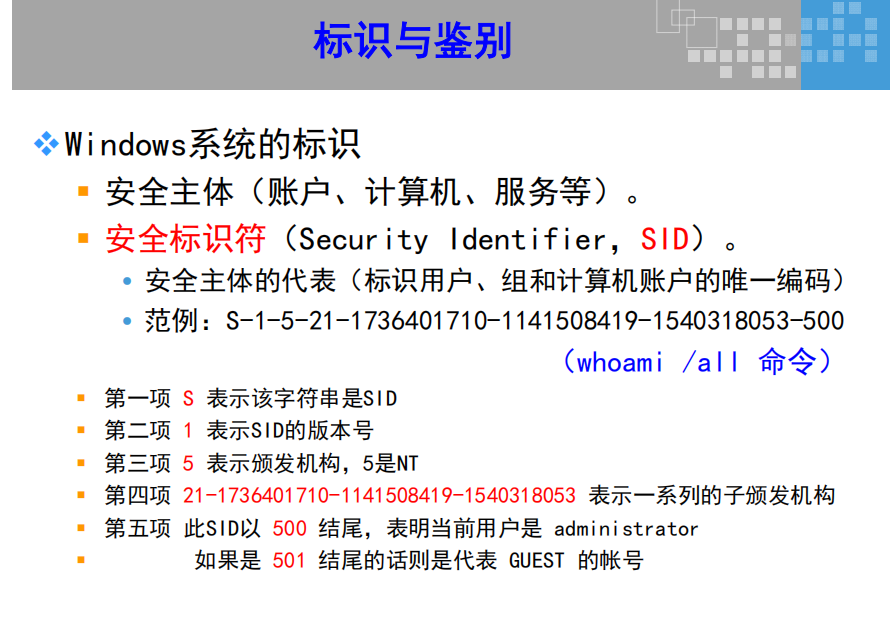 标识与鉴别
Windows系统的标识
安全主体（账户、计算机、服务等）。
安全标识符（Security Identifier，SID）。
安全主体的代表（标识用户、组和计算机账户的唯一编码）
范例：S-1-5-21-1736401710-1141508419-1540318053-500
（whoami /all 命令）
第一项 S 表示该字符串是SID
第二项 1 表示SID的版本号
第三项 5 表示颁发机构，5是NT
第四项 21-1736401710-1141508419-1540318053 表示一系列的子颁发机构
第五项 此SID以 500 结尾，表明当前用户是 administrator
如果是 501 结尾的话则是代表 GUEST 的帐号